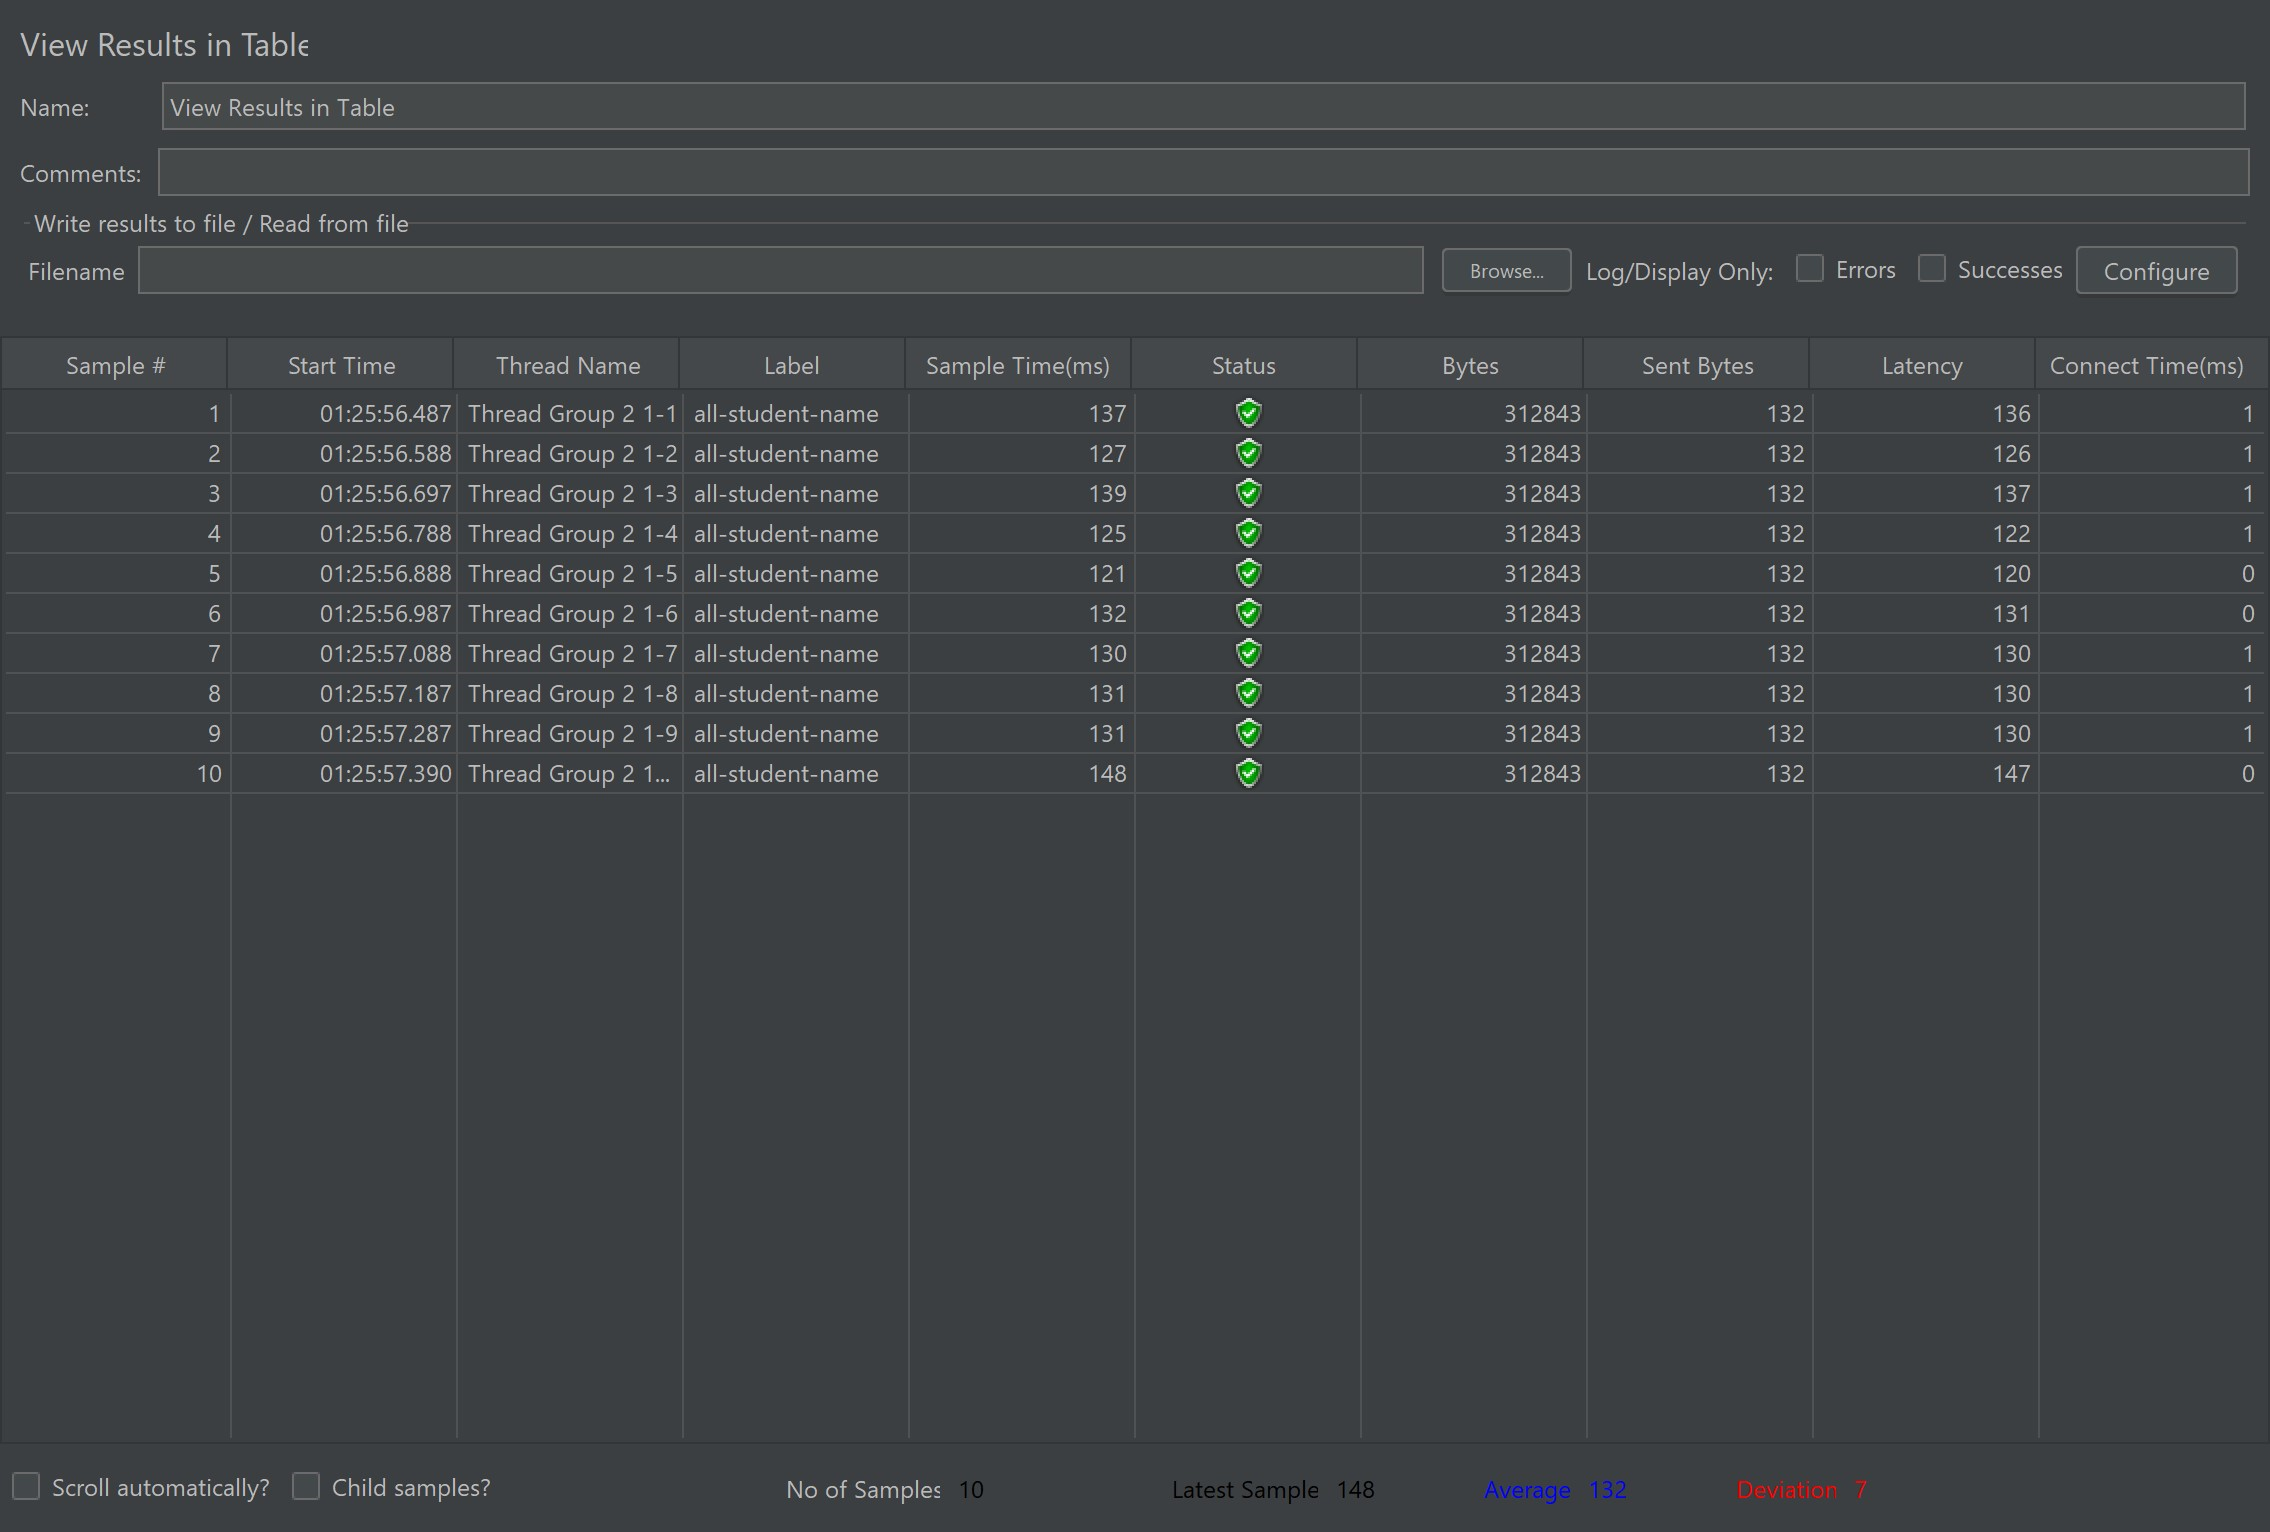 View Results in Table
Name: View Results in Table
Comments:
Write results to file / Read from file
Filename Browse... Log/Display Only: Errors Successes Configure
Sample # Start Time Thread Name Label Sample Time(ms) Status Bytes Sent Bytes Latency Connect Time(ms)
1 01:25:56.487 Thread Group 2 1-1 all-student-name 137 312843 132 136 1
2 01:25:56.588 Thread Group 2 1-2 all-student-name 127 312843 132 126 1
3 01:25:56.697 Thread Group 2 1-3 all-student-name 139 312843 132 137 1
4 01:25:56.788 Thread Group 2 1-4 all-student-name 125 312843 132 122 1
5 01:25:56.888 Thread Group 2 1-5 all-student-name 121 312843 132 120 0
6 01:25:56.987 Thread Group 2 1-6 all-student-name 132 312843 132 131 0
7 01:25:57.088 Thread Group 2 1-7 all-student-name 130 312843 132 130 1
8 01:25:57.187 Thread Group 2 1-8 all-student-name 131 312843 132 130 1
9 01:25:57.287 Thread Group 2 1-9 all-student-name 131 312843 132 130 1
10 01:25:57.390 Thread Group 2 1... all-student-name 148 312843 132 147 0
Scroll automatically? Child samples? No of Samples 10 Latest Sample 148 Average 132 Deviation 7